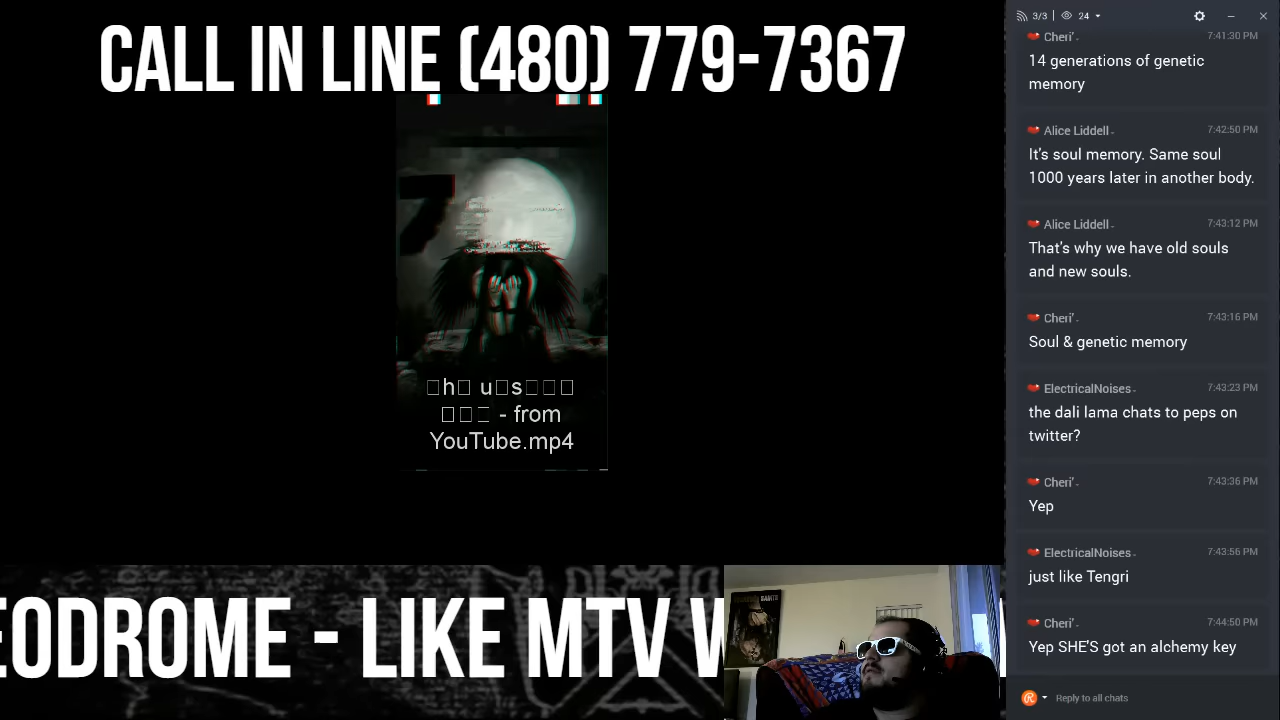 CALL IN LINE (480) 779-7367
7
□h□ u□s□□□
□□□ - from
YouTube.mp4
EODROME - LIKE MTV W
3/3 24
Cheri' 7:41:30 PM
14 generations of genetic
memory
Alice Liddell 7:42:50 PM
It's soul memory. Same soul
1000 years later in another body.
Alice Liddell 7:43:12 PM
That's why we have old souls
and new souls.
Cheri' 7:43:16 PM
Soul & genetic memory
ElectricalNoises 7:43:23 PM
the dali lama chats to peps on
twitter?
Cheri' 7:43:36 PM
Yep
ElectricalNoises 7:43:56 PM
just like Tengri
Cheri' 7:44:50 PM
Yep SHE'S got an alchemy key
Reply to all chats